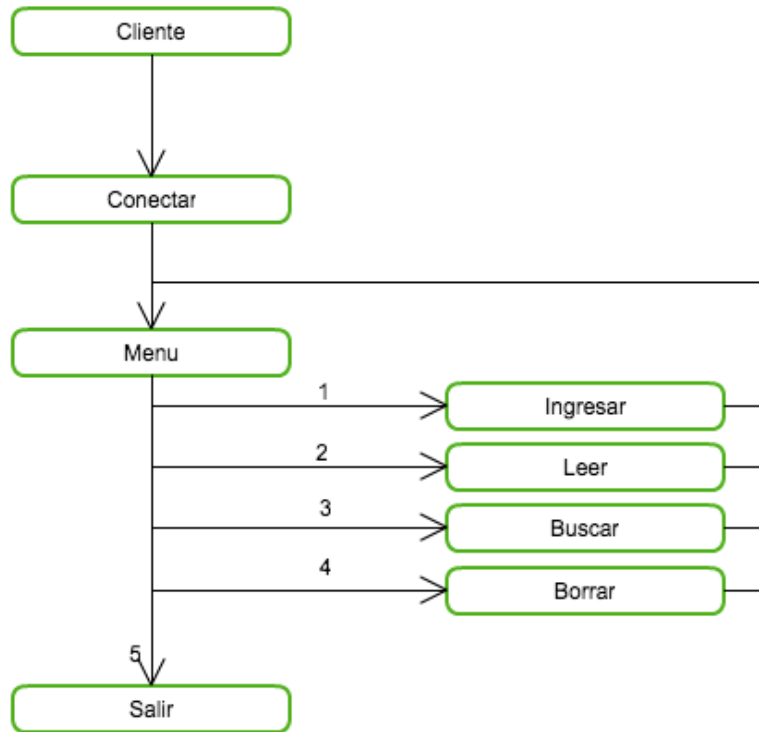 Cliente
Conectar
Menu
1
Ingresar
2
Leer
3
Buscar
4
Borrar
5
Salir